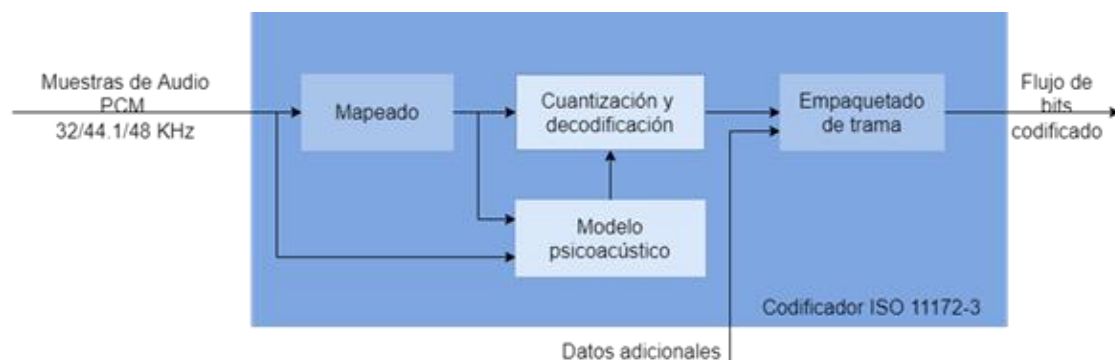 Muestras de Audio
PCM
32/44.1/48 KHz
Mapeado
Cuantización y
decodificación
Modelo
psicoacústico
Empaquetado
de trama
Flujo de
bits
codificado
Codificador ISO 11172-3
Datos adicionales